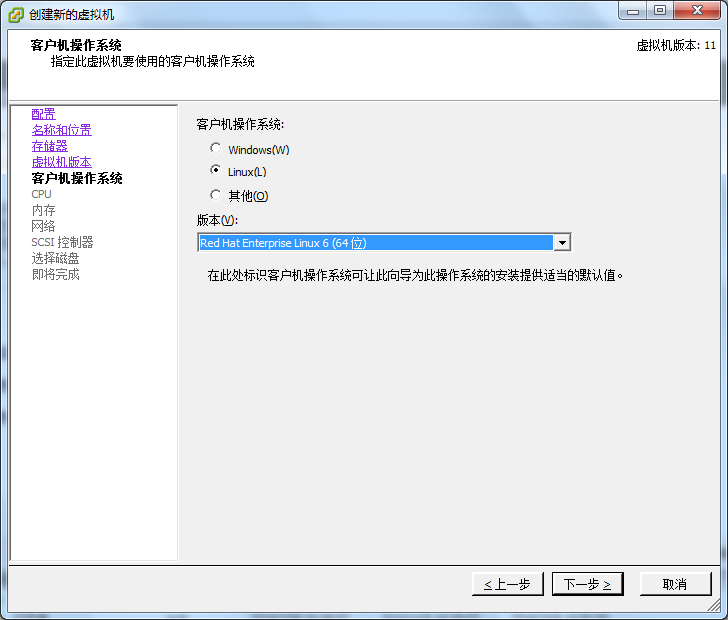 创建新的虚拟机
客户机操作系统
指定此虚拟机要使用的客户机操作系统
虚拟机版本: 11
配置
名称和位置
存储器
虚拟机版本
客户机操作系统
CPU
内存
网络
SCSI 控制器
选择磁盘
即将完成
客户机操作系统:
Windows(W)
Linux(L)
其他(O)
版本(V):
Red Hat Enterprise Linux 6 (64 位)
在此处标识客户机操作系统可让此向导为此操作系统的安装提供适当的默认值。
< 上一步
下一步 >
取消